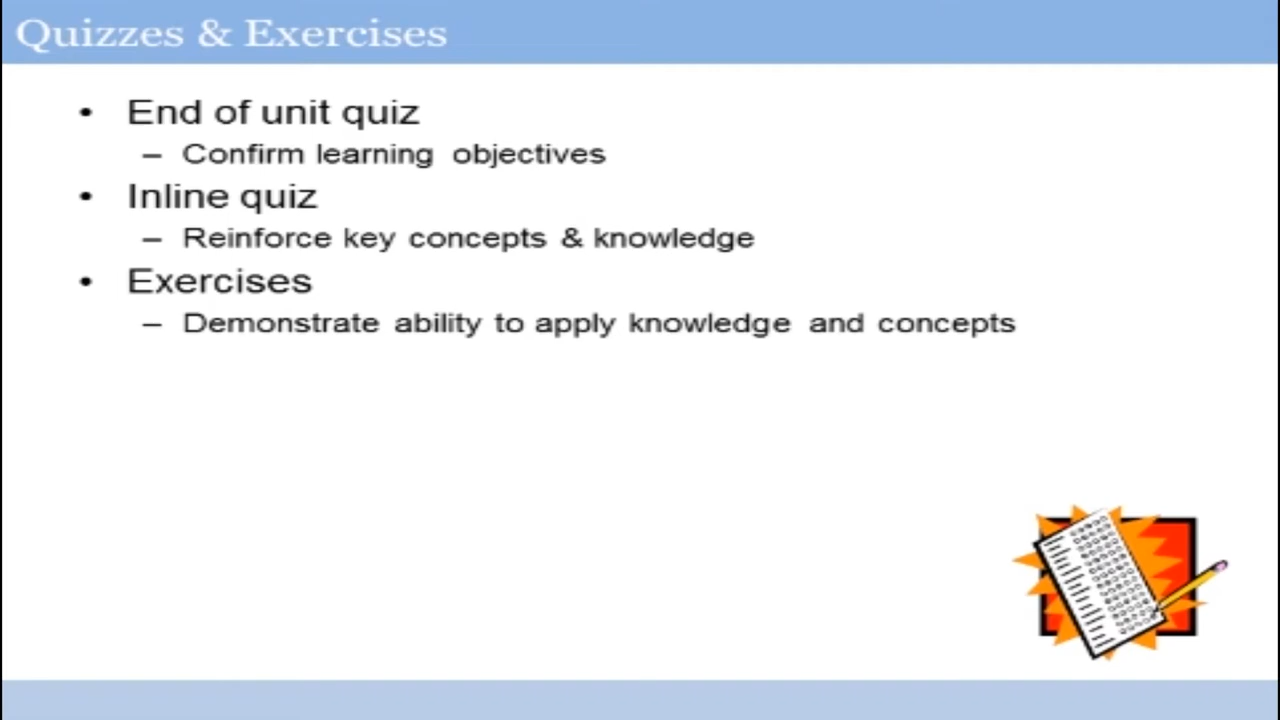 Quizzes & Exercises
• End of unit quiz
– Confirm learning objectives
• Inline quiz
– Reinforce key concepts & knowledge
• Exercises
– Demonstrate ability to apply knowledge and concepts